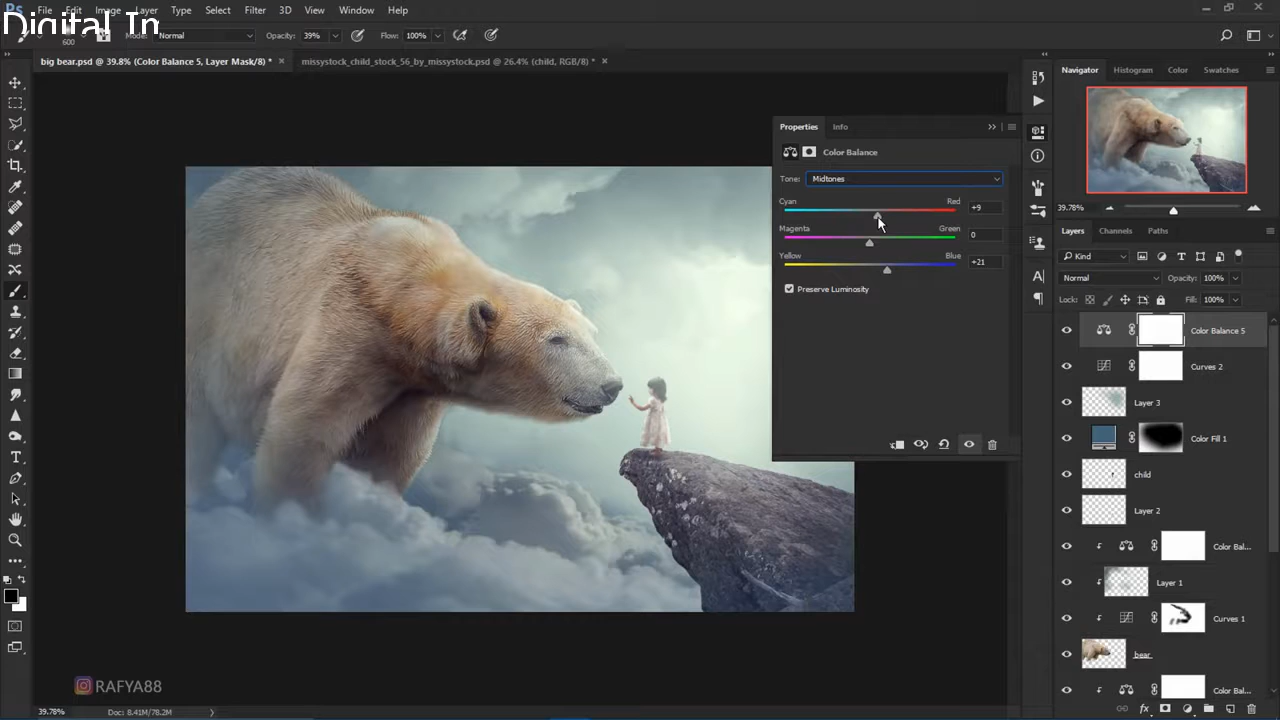 Ps File Edit Image Layer Type Select Filter 3D View Window Help
Digital Im
600 Mode: Normal Opacity: 39% Flow: 100%
big bear.psd @ 39.8% (Color Balance 5, Layer Mask/8) * × missystock_child_stock_56_by_missystock.psd @ 26.4% (child, RGB/8) * ×
Navigator Histogram Color Swatches
39.78%
Properties Info
Color Balance
Tone: Midtones
Cyan Red +9
Magenta Green 0
Yellow Blue +21
Preserve Luminosity
Layers Channels Paths
Kind
Normal Opacity: 100%
Lock: Fill: 100%
Color Balance 5
Curves 2
Layer 3
Color Fill 1
child
Layer 2
Color Bal...
Layer 1
Curves 1
bear
Color Bal...
fx
RAFYA88
39.78% Doc: 8.41M/78.2M